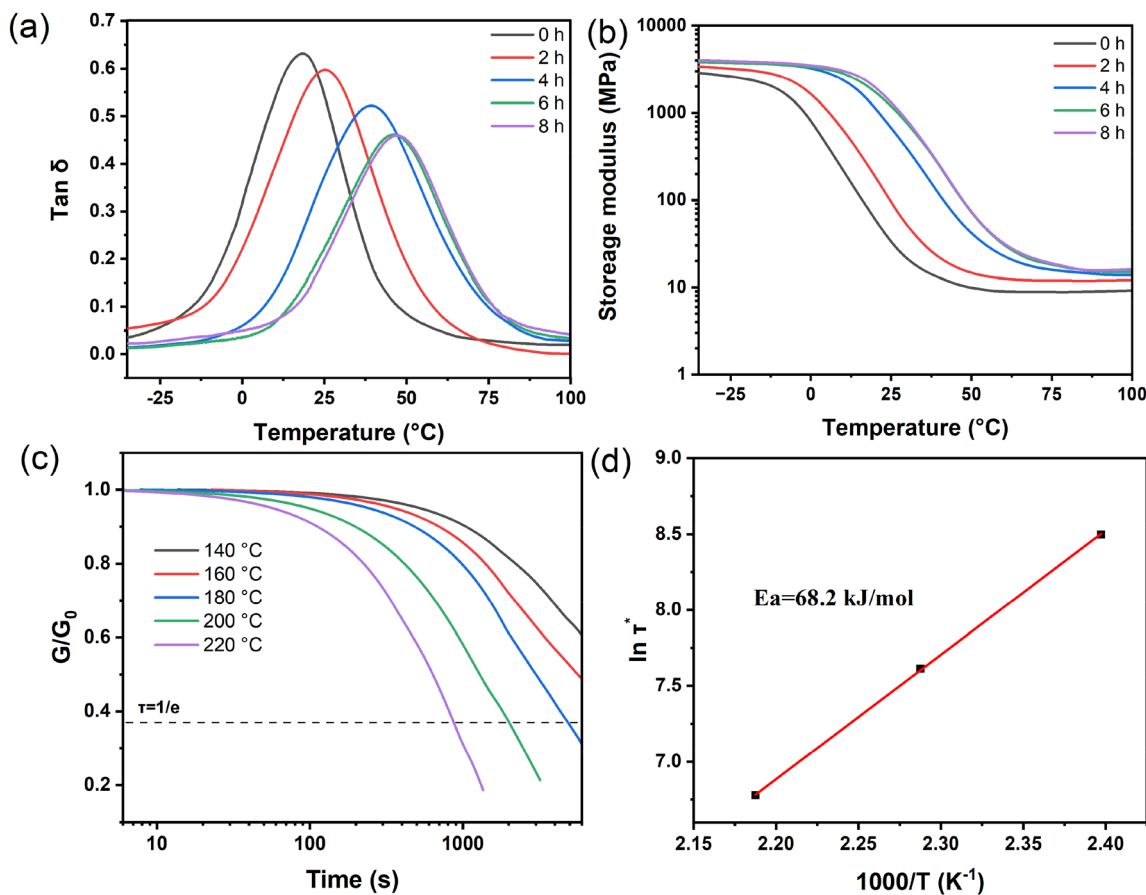 (a)
0.7
0.6
0.5
0.4
0.3
0.2
0.1
0.0
Tan δ
0 h
2 h
4 h
6 h
8 h
-25
0
25
50
75
100
Temperature (°C)
(b)
10000
1000
100
10
1
Storeage modulus (MPa)
0 h
2 h
4 h
6 h
8 h
−25
0
25
50
75
100
Temperature (°C)
(c)
1.0
0.8
0.6
0.4
0.2
G/G0
140 °C
160 °C
180 °C
200 °C
220 °C
τ=1/e
10
100
1000
Time (s)
(d)
9.0
8.5
8.0
7.5
7.0
ln τ*
Ea=68.2 kJ/mol
2.15
2.20
2.25
2.30
2.35
2.40
1000/T (K-1)